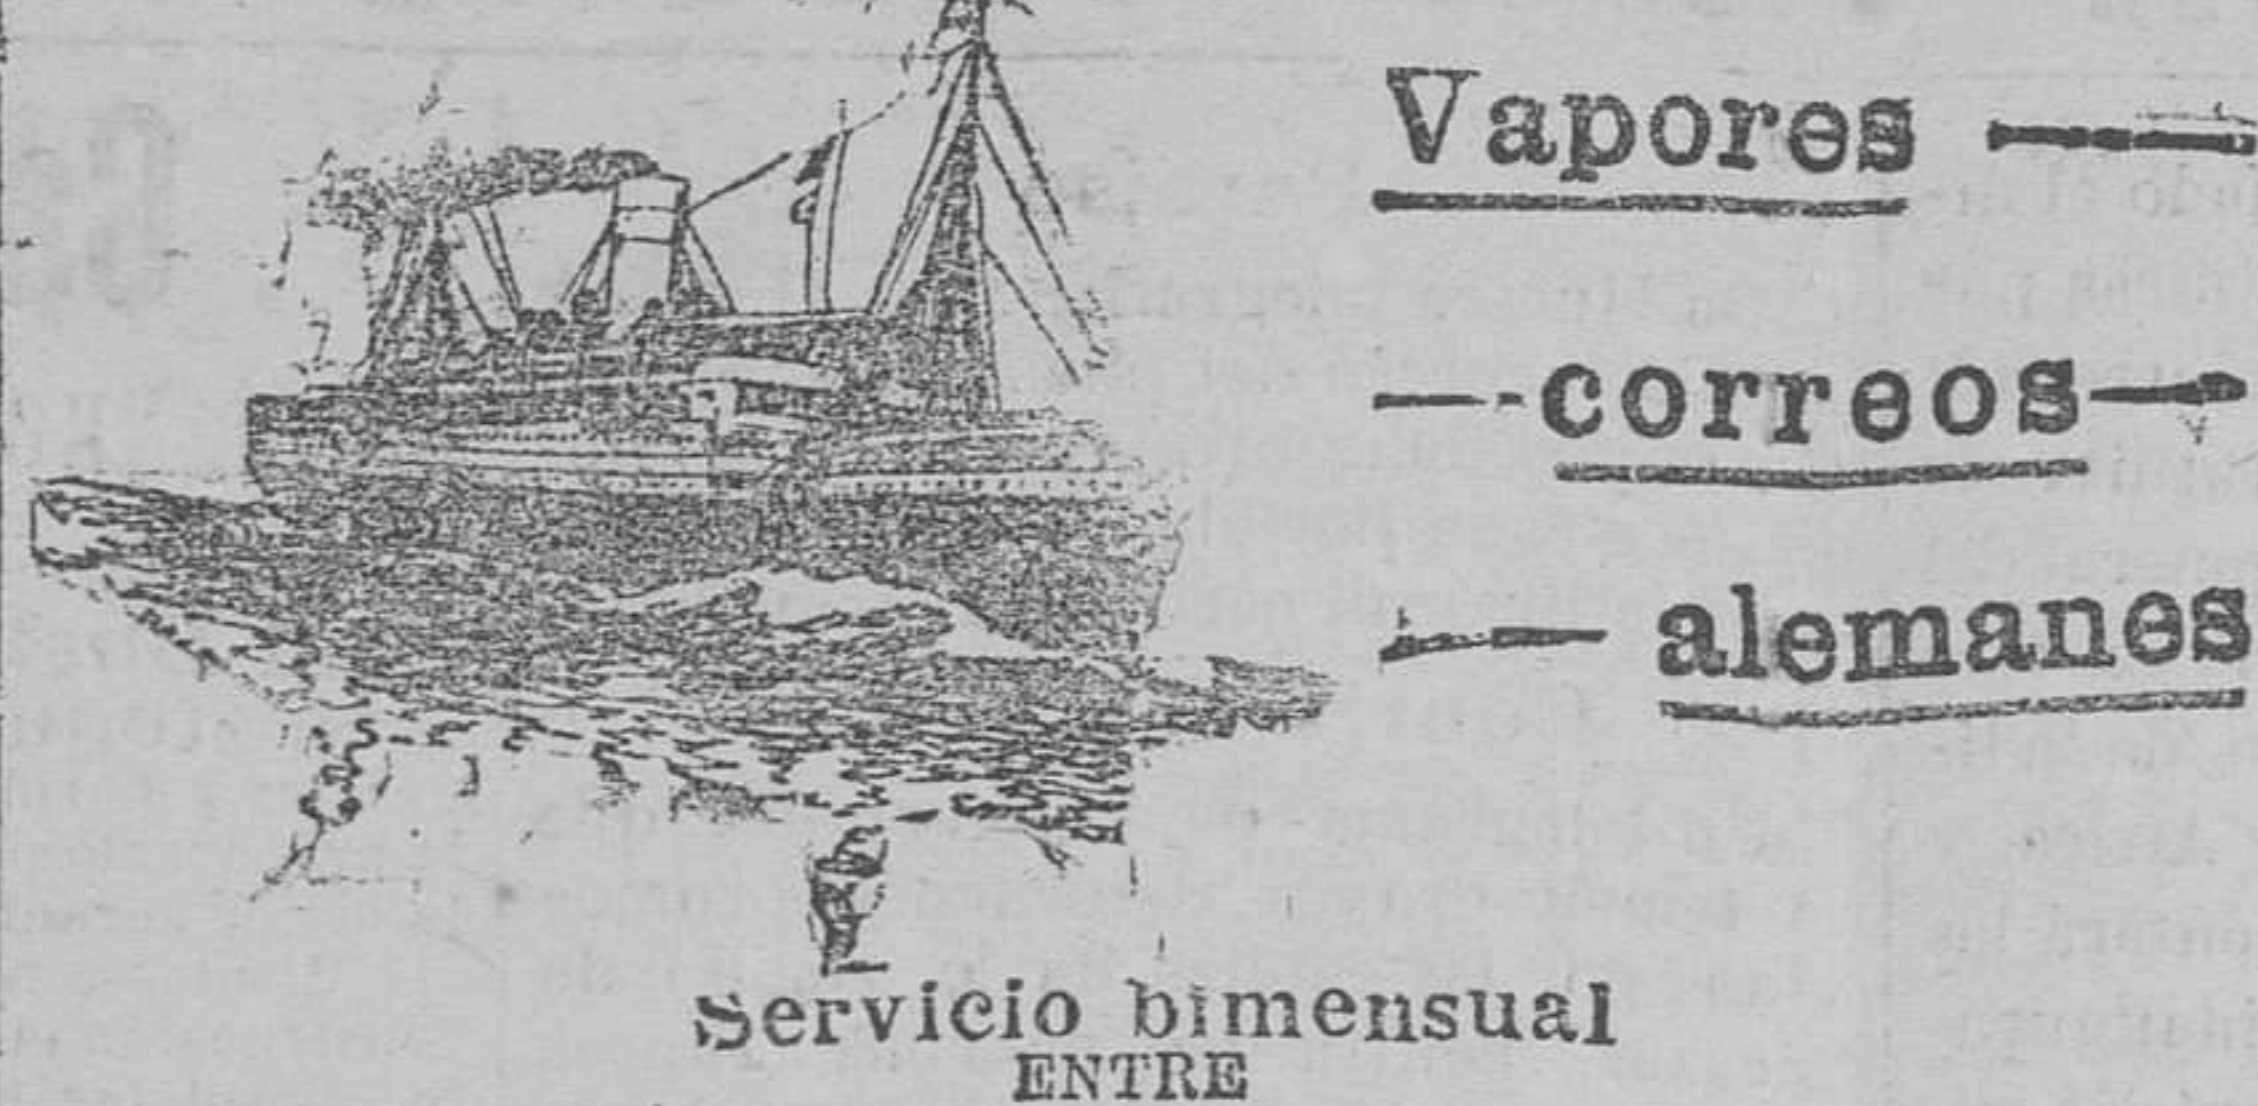 Vapores
correos
alemanes
Servicio bimensual
ENTRE